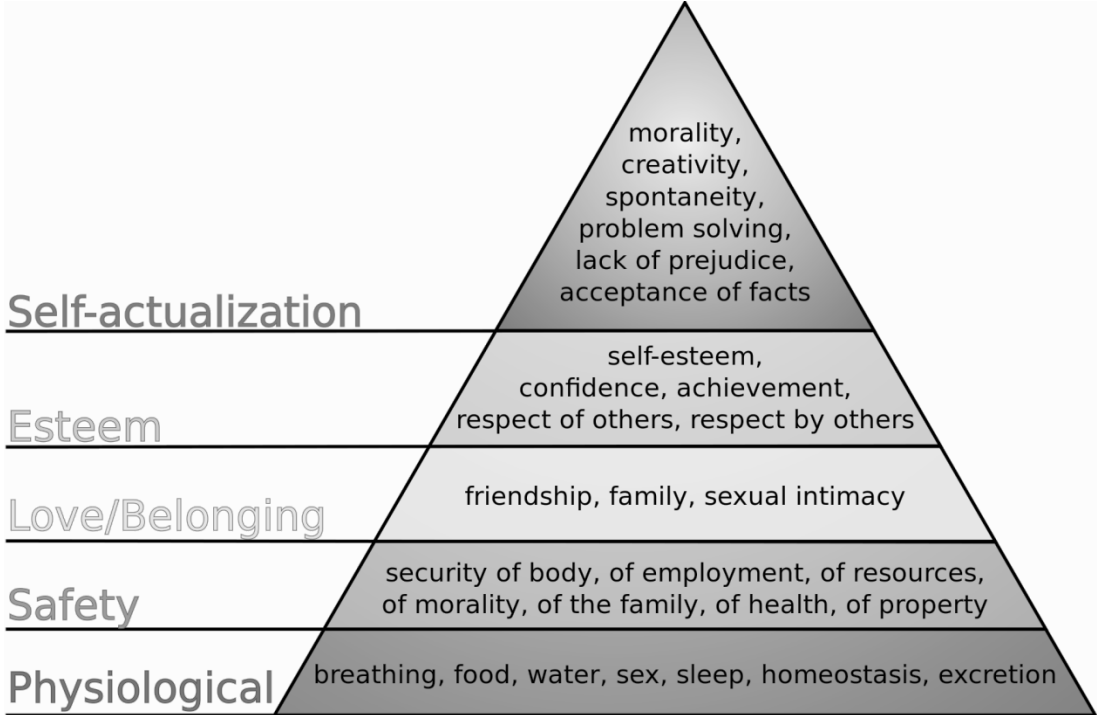 morality,
creativity,
spontaneity,
problem solving,
lack of prejudice,
acceptance of facts
Self-actualization
self-esteem,
confidence, achievement,
respect of others, respect by others
Esteem
friendship, family, sexual intimacy
Love/Belonging
security of body, of employment, of resources,
of morality, of the family, of health, of property
Safety
breathing, food, water, sex, sleep, homeostasis, excretion
Physiological